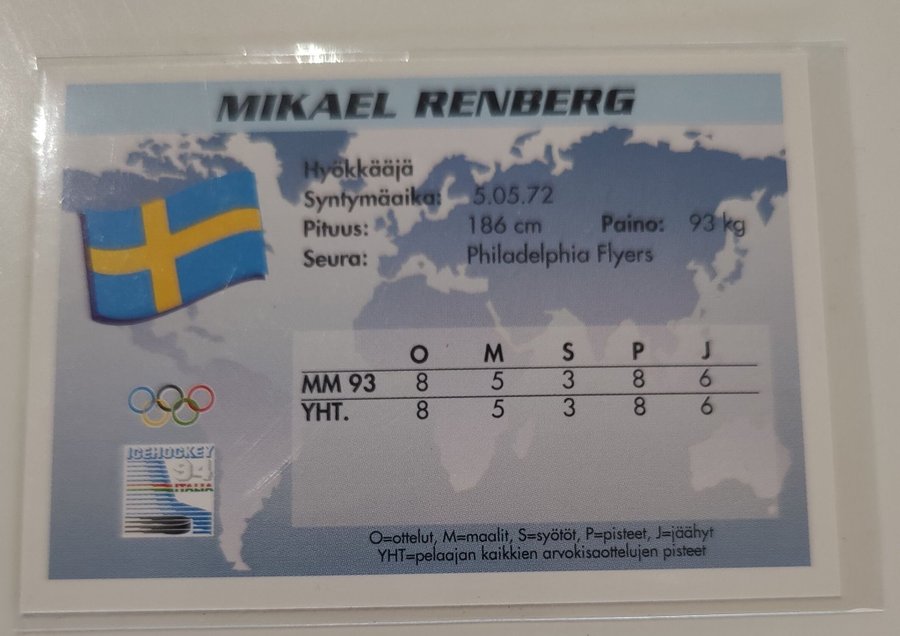 MIKAEL RENBERG
Hyökkääjä
Syntymäaika: 5.05.72
Pituus: 186 cm Paino: 93 kg
Seura: Philadelphia Flyers
O M S P J
MM 93 8 5 3 8 6
YHT. 8 5 3 8 6
ICEHOCKEY
94
ITALIA
O=ottelut, M=maalit, S=syötöt, P=pisteet, J=jäähyt
YHT=pelaajan kaikkien arvokisaottelujen pisteet